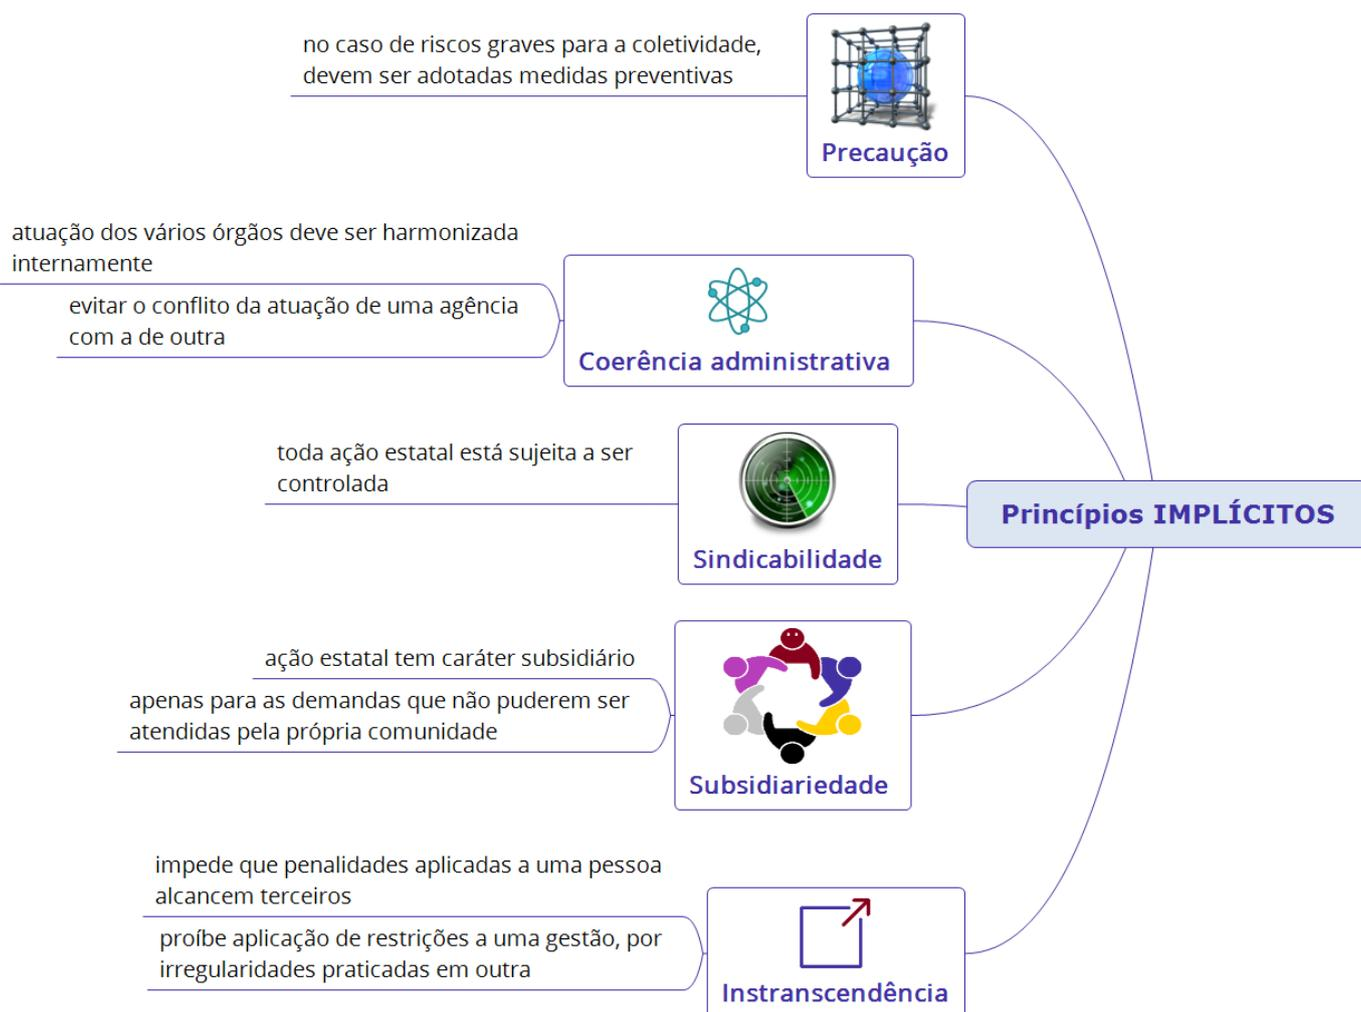 no caso de riscos graves para a coletividade,
devem ser adotadas medidas preventivas
Precaução
atuação dos vários órgãos deve ser harmonizada
internamente
evitar o conflito da atuação de uma agência
com a de outra
Coerência administrativa
toda ação estatal está sujeita a ser
controlada
Sindicabilidade
Princípios IMPLÍCITOS
ação estatal tem caráter subsidiário
apenas para as demandas que não puderem ser
atendidas pela própria comunidade
Subsidiariedade
impede que penalidades aplicadas a uma pessoa
alcancem terceiros
proíbe aplicação de restrições a uma gestão, por
irregularidades praticadas em outra
Instranscendência